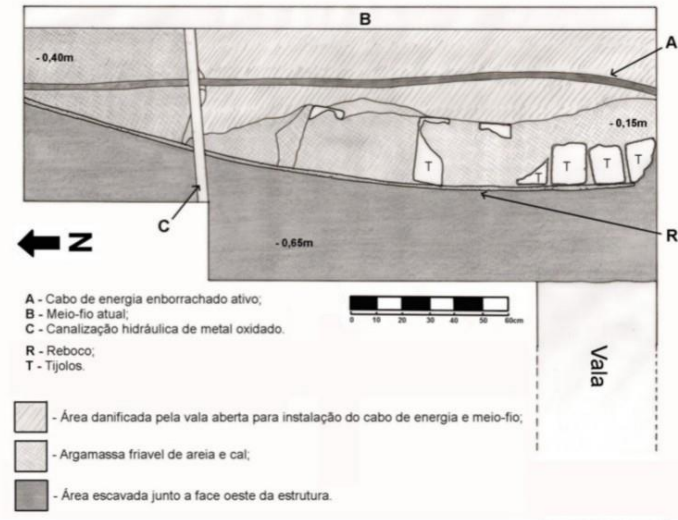 B
A
- 0,40m
- 0,15m
T
T
T
T
T
C
R
N
- 0,65m
A - Cabo de energia enborrachado ativo;
B - Meio-fio atual;
C - Canalização hidráulica de metal oxidado.
R - Reboco;
T - Tijolos.
0 10 20 30 40 50 60cm
Vala
- Área danificada pela vala aberta para instalação do cabo de energia e meio-fio;
- Argamassa friavel de areia e cal;
- Área escavada junto a face oeste da estrutura.